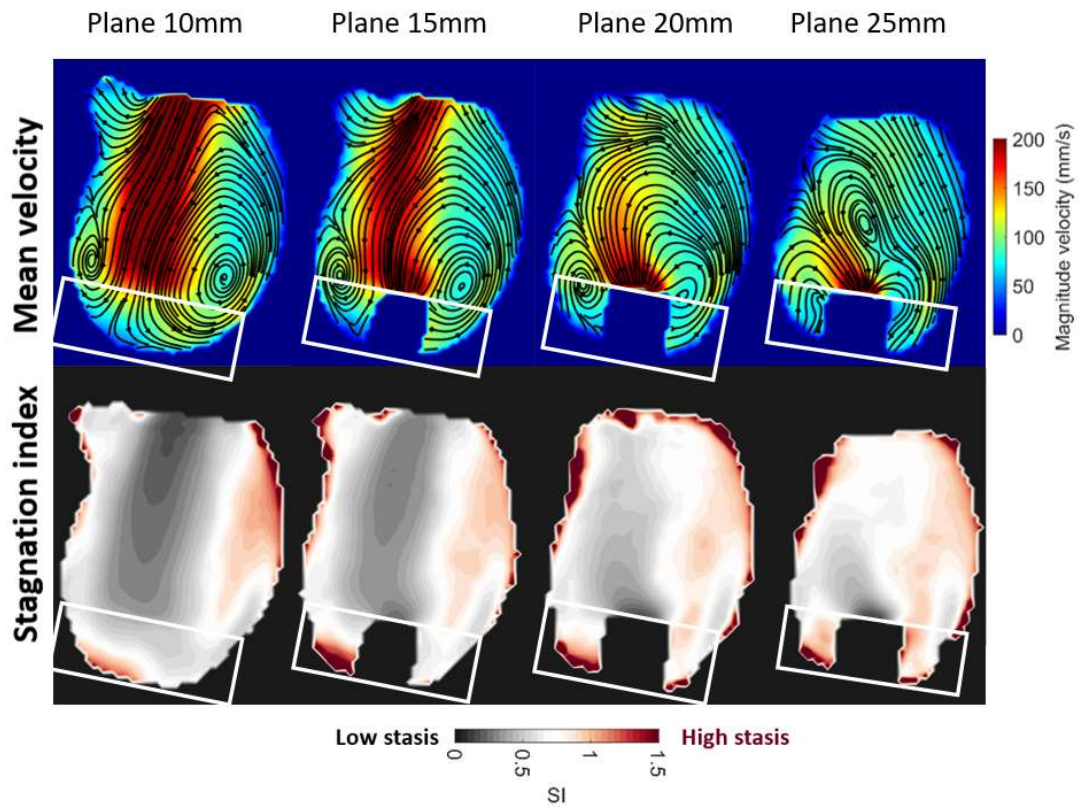 Plane 10mm Plane 15mm Plane 20mm Plane 25mm
Mean velocity
200
150
100
50
0
Magnitude velocity (mm/s)
Stagnation index
Low stasis
0
0.5
1
1.5
High stasis
SI